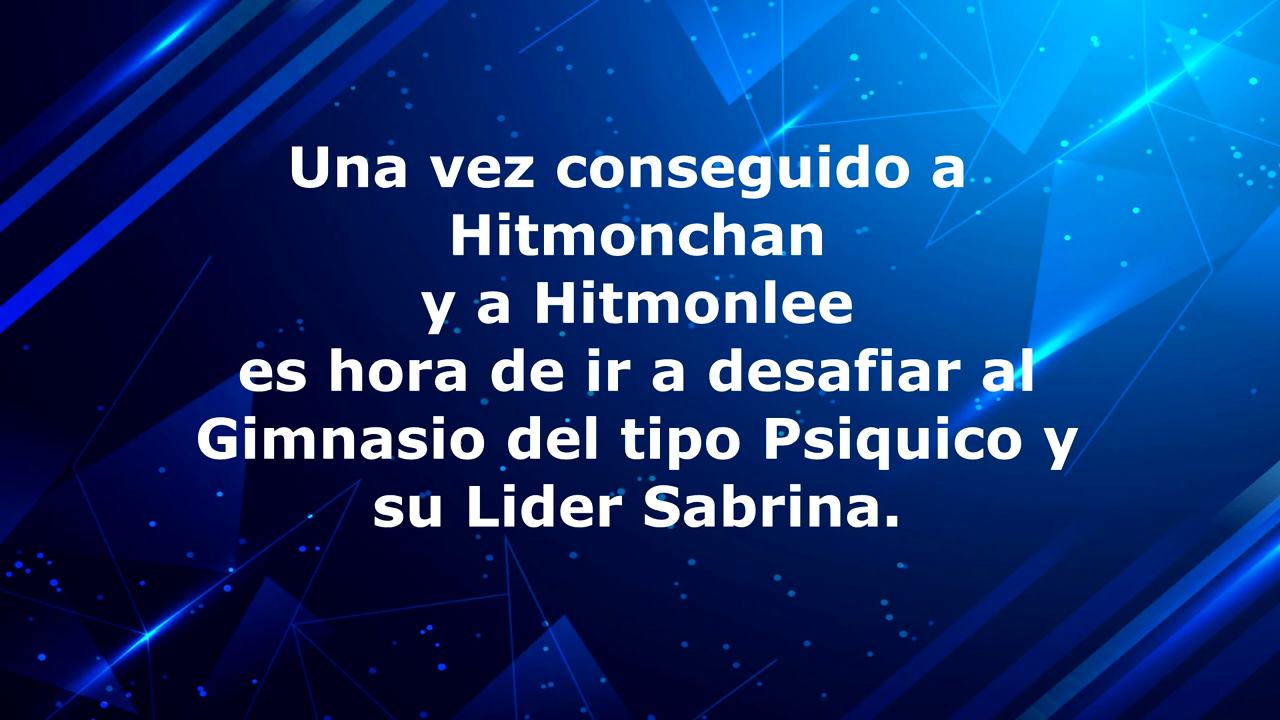 Una vez conseguido a
Hitmonchan
y a Hitmonlee
es hora de ir a desafiar al
Gimnasio del tipo Psiquico y
su Lider Sabrina.